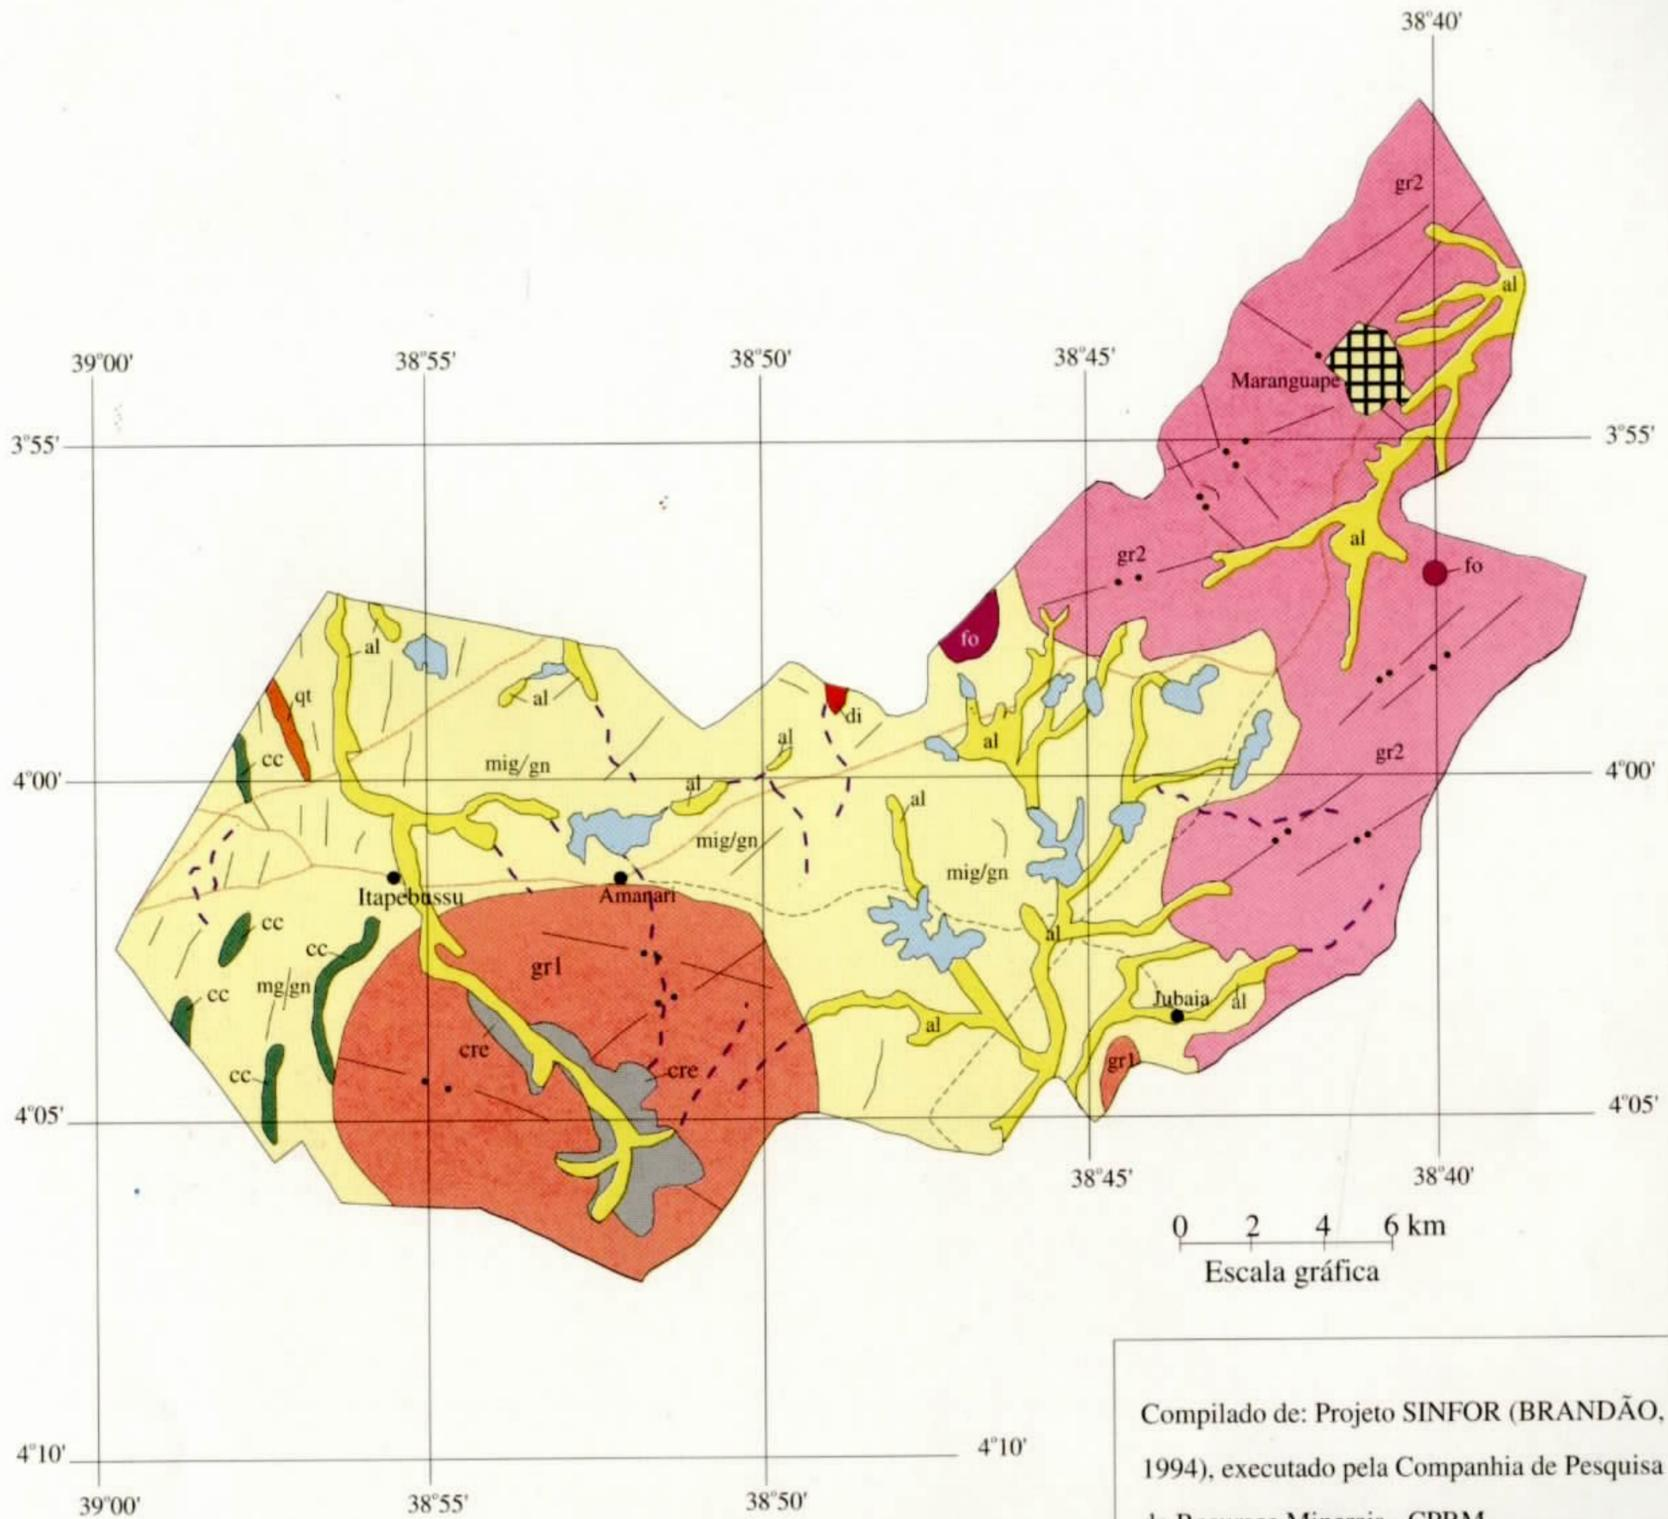 38°40'
gr2
al
39°00'
38°55'
38°50'
38°45'
Maranguape
3°55'
3°55'
al
gr2
fo
fo
al
qt
al
di
al
al
cc
mig/gn
gr2
4°00'
4°00'
al
al
mig/gn
mig/gn
Itapebussu
Amanari
cc
cc
al
gr1
mg/gn
cc
Jubaia
al
al
cre
gr1
cre
cc
4°05'
4°05'
38°45'
38°40'
0 2 4 6 km
Escala gráfica
Compilado de: Projeto SINFOR (BRANDÃO,
4°10'
4°10'
1994), executado pela Companhia de Pesquisa
39°00'
38°55'
38°50'